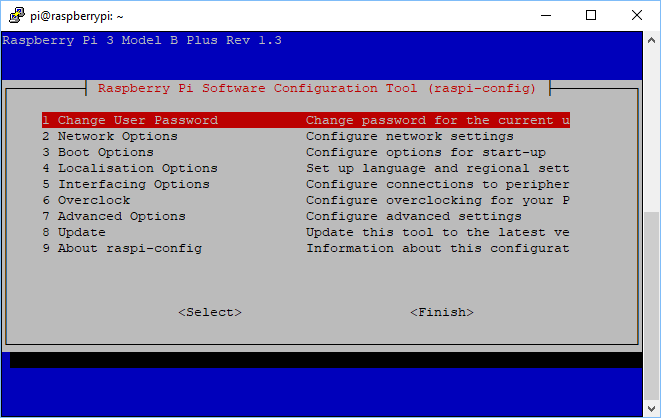 pi@raspberrypi: ~
Raspberry Pi 3 Model B Plus Rev 1.3
Raspberry Pi Software Configuration Tool (raspi-config)
1 Change User Password Change password for the current u
2 Network Options Configure network settings
3 Boot Options Configure options for start-up
4 Localisation Options Set up language and regional sett
5 Interfacing Options Configure connections to peripher
6 Overclock Configure overclocking for your P
7 Advanced Options Configure advanced settings
8 Update Update this tool to the latest ve
9 About raspi-config Information about this configurat
<Select> <Finish>